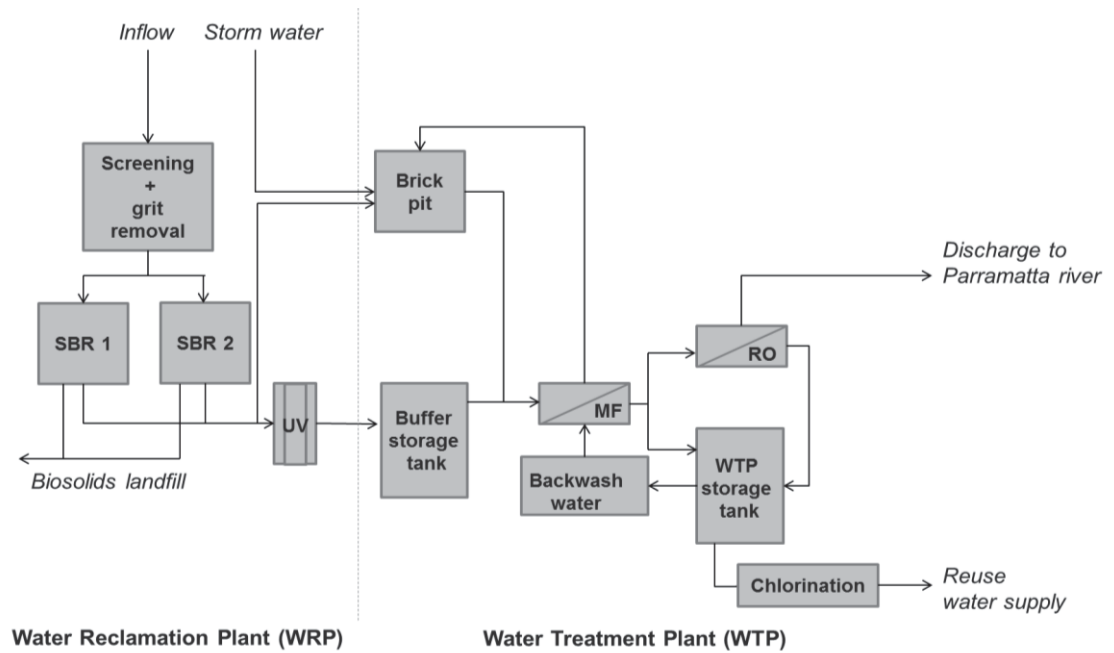 Inflow
Storm water
Screening
+
grit
removal
Brick
pit
Discharge to
Parramatta river
SBR 1
SBR 2
RO
UV
Buffer
storage
tank
MF
WTP
storage
tank
Backwash
water
Biosolids landfill
Chlorination
Reuse
water supply
Water Reclamation Plant (WRP)
Water Treatment Plant (WTP)